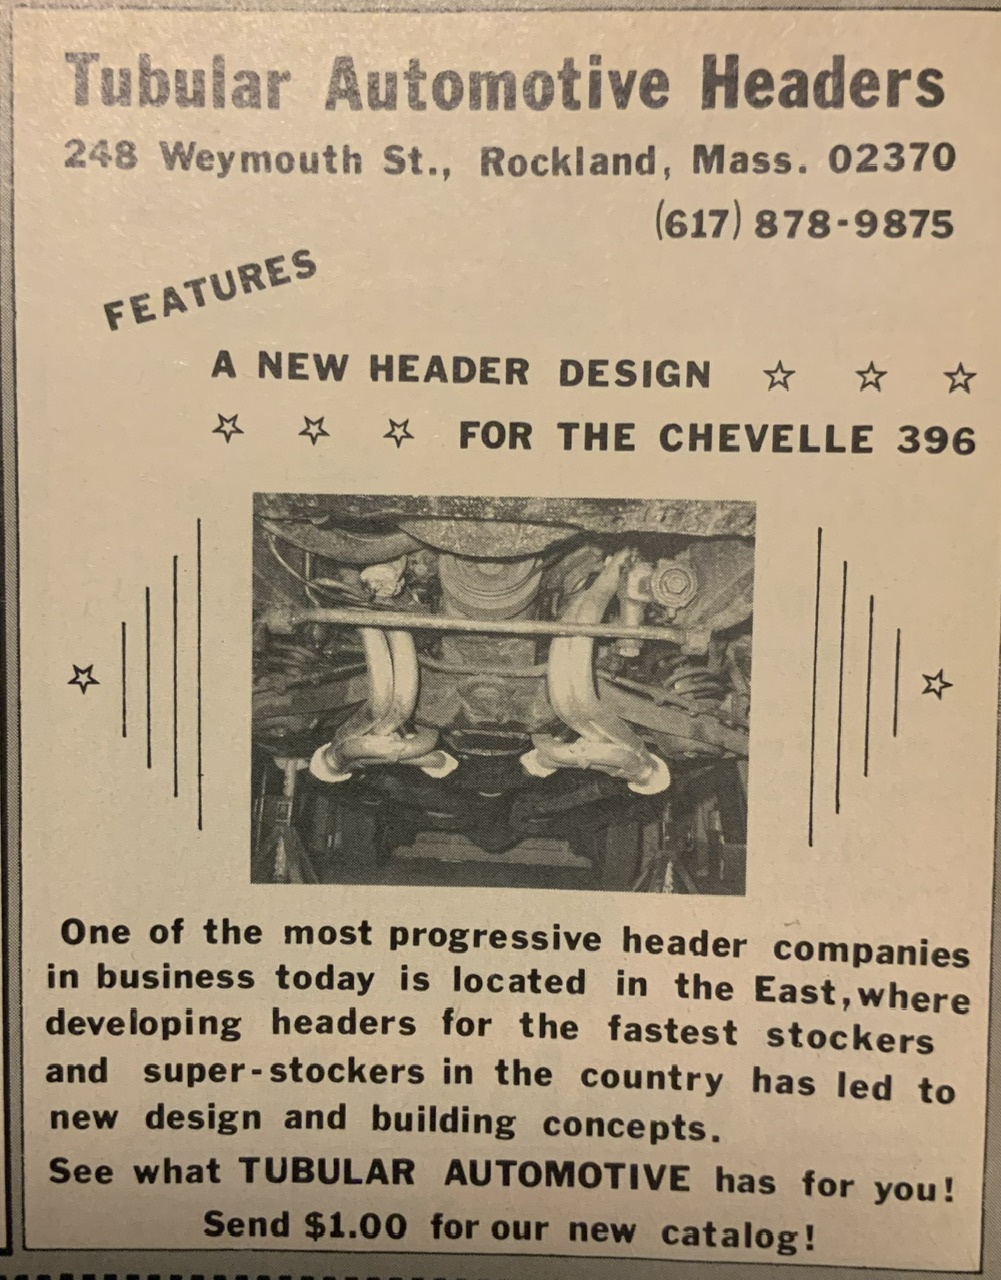 Tubular Automotive Headers
248 Weymouth St., Rockland, Mass. 02370
(617) 878-9875
FEATURES
A NEW HEADER DESIGN ☆ ☆ ☆
☆ ☆ ☆ FOR THE CHEVELLE 396
One of the most progressive header companies
in business today is located in the East, where
developing headers for the fastest stockers
and super-stockers in the country has led to
new design and building concepts.
See what TUBULAR AUTOMOTIVE has for you!
Send $1.00 for our new catalog!